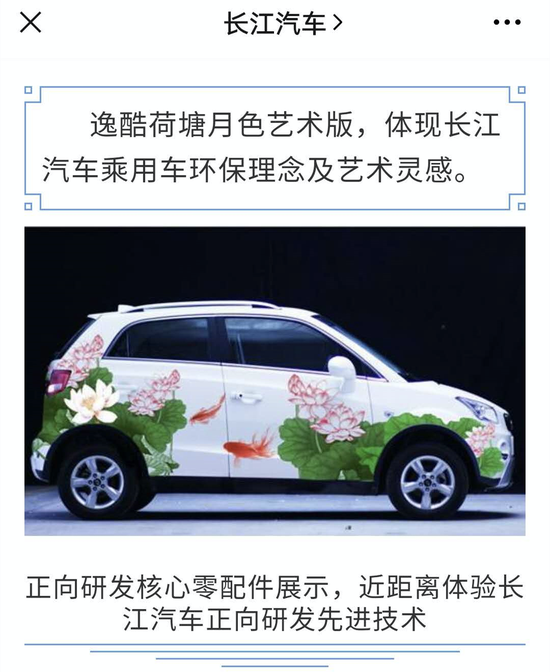 长江汽车
逸酷荷塘月色艺术版，体现长江
汽车乘用车环保理念及艺术灵感。
正向研发核心零配件展示，近距离体验长
江汽车正向研发先进技术